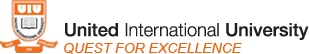 United International University
QUEST FOR EXCELLENCE